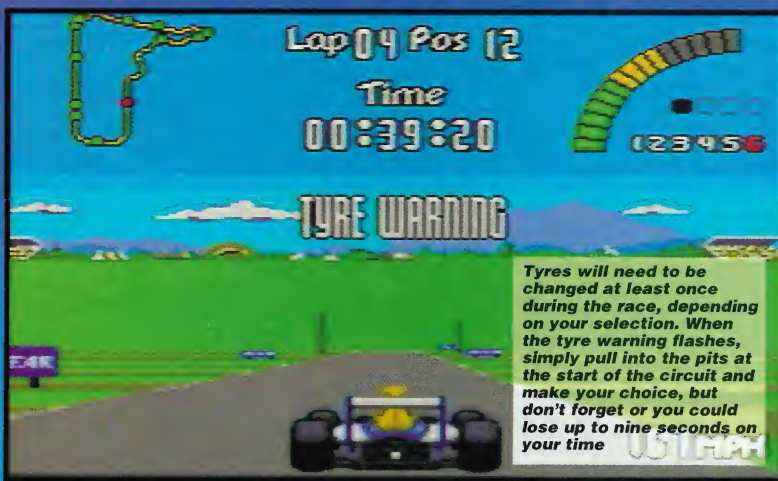 Lap 04 Pos 12
Time
00:39:20
123456
TYRE WARNING
Tyres will need to be
changed at least once
during the race, depending
on your selection. When
the tyre warning flashes,
simply pull into the pits at
the start of the circuit and
make your choice, but
don't forget or you could
lose up to nine seconds on
your time
MPH